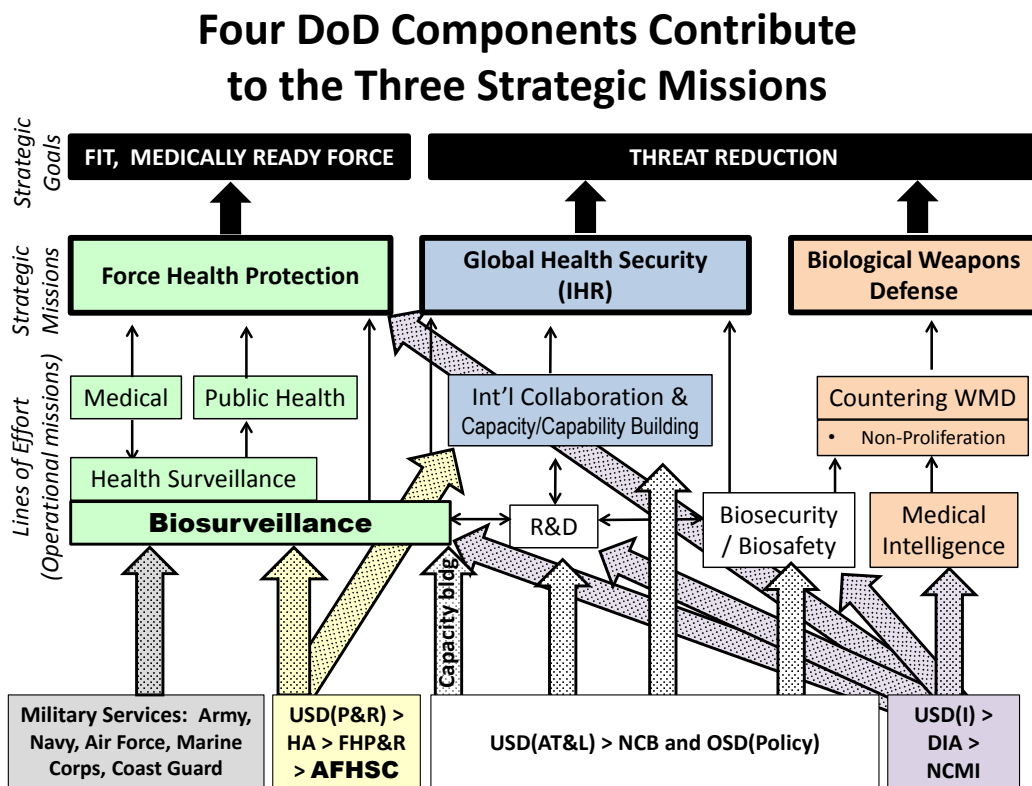 Four DoD Components Contribute
to the Three Strategic Missions
Strategic
Goals
FIT, MEDICALLY READY FORCE
THREAT REDUCTION
Strategic
Missions
Force Health Protection
Global Health Security
(IHR)
Biological Weapons
Defense
Lines of Effort
(Operational missions)
Medical
Public Health
Int'l Collaboration &
Capacity/Capability Building
Countering WMD
• Non-Proliferation
Health Surveillance
Biosurveillance
R&D
Biosecurity
/ Biosafety
Medical
Intelligence
Capacity bldg
Military Services: Army,
Navy, Air Force, Marine
Corps, Coast Guard
USD(P&R) >
HA > FHP&R
> AFHSC
USD(AT&L) > NCB and OSD(Policy)
USD(I) >
DIA >
NCMI